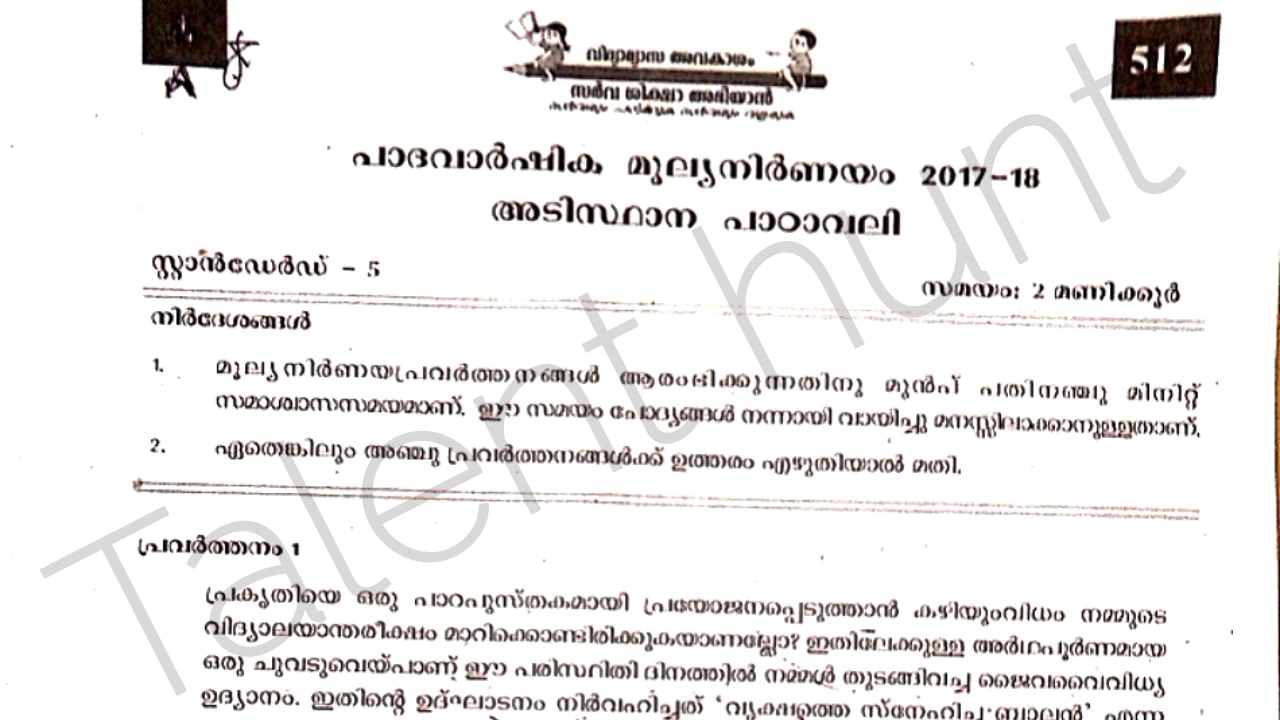 512
വിദ്യാഭ്യാസ അവകാശം
സർവ ശിക്ഷാ അഭിയാൻ
പാദവാർഷിക മൂല്യനിർണയം 2017-18
അടിസ്ഥാന പാഠാവലി
സ്റ്റാൻഡേർഡ് - 5
സമയം: 2 മണിക്കൂർ
നിർദേശങ്ങൾ
1. മൂല്യനിർണയപ്രവർത്തനങ്ങൾ ആരംഭിക്കുന്നതിനു മുൻപ് പതിനഞ്ചു മിനിറ്റ്
സമാശ്വാസസമയമാണ്. ഈ സമയം ചോദ്യങ്ങൾ നന്നായി വായിച്ചു മനസ്സിലാക്കാനുള്ളതാണ്.
2. ഏതെങ്കിലും അഞ്ചു പ്രവർത്തനങ്ങൾക്ക് ഉത്തരം എഴുതിയാൽ മതി.
പ്രവർത്തനം 1
പ്രകൃതിയെ ഒരു പാഠപുസ്തകമായി പ്രയോജനപ്പെടുത്താൻ കഴിയുംവിധം നമ്മുടെ
വിദ്യാലയാന്തരീക്ഷം മാറിക്കൊണ്ടിരിക്കുകയാണല്ലോ? ഇതിലേക്കുള്ള അർഥപൂർണമായ
ഒരു ചുവടുവെയ്പാണ് ഈ പരിസ്ഥിതി ദിനത്തിൽ നമ്മൾ തുടങ്ങിവച്ച ജൈവവൈവിധ്യ
ഉദ്യാനം. ഇതിന്റെ ഉദ്ഘാടനം നിർവഹിച്ചത് 'വൃക്ഷത്തെ സ്നേഹിച്ച ബാലൻ' എന്ന
Talent hunt